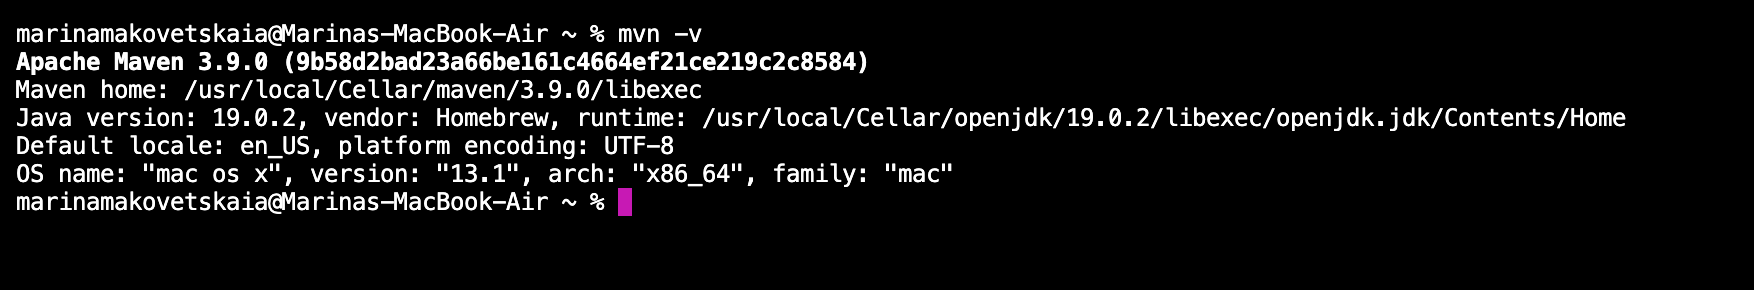 marinamakovetskaia@Marinas-MacBook-Air ~ % mvn -v
Apache Maven 3.9.0 (9b58d2bad23a66be161c4664ef21ce219c2c8584)
Maven home: /usr/local/Cellar/maven/3.9.0/libexec
Java version: 19.0.2, vendor: Homebrew, runtime: /usr/local/Cellar/openjdk/19.0.2/libexec/openjdk.jdk/Contents/Home
Default locale: en_US, platform encoding: UTF-8
OS name: "mac os x", version: "13.1", arch: "x86_64", family: "mac"
marinamakovetskaia@Marinas-MacBook-Air ~ %